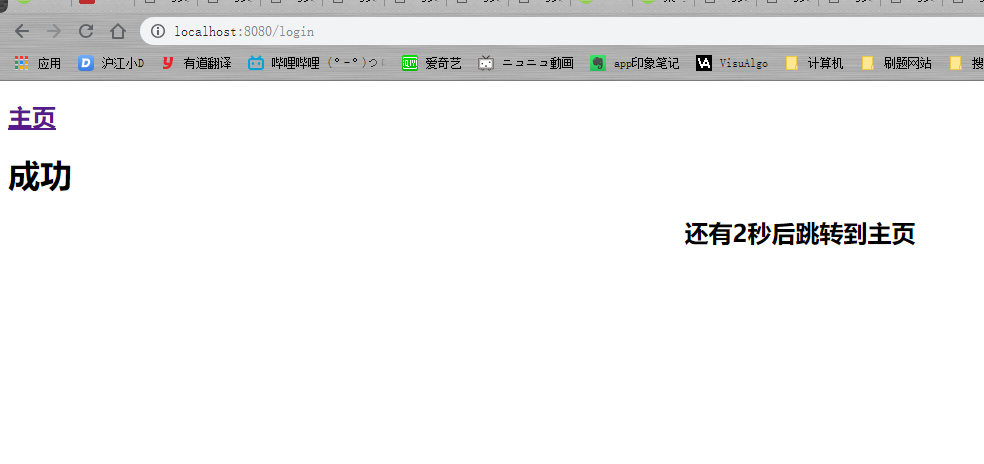 localhost:8080/login
应用 沪江小D 有道翻译 哔哩哔哩 (゜-゜)つ 爱奇艺 ニコニコ動画 app印象笔记 VisuAlgo 计算机 刷题网站 搜
主页
成功
还有2秒后跳转到主页